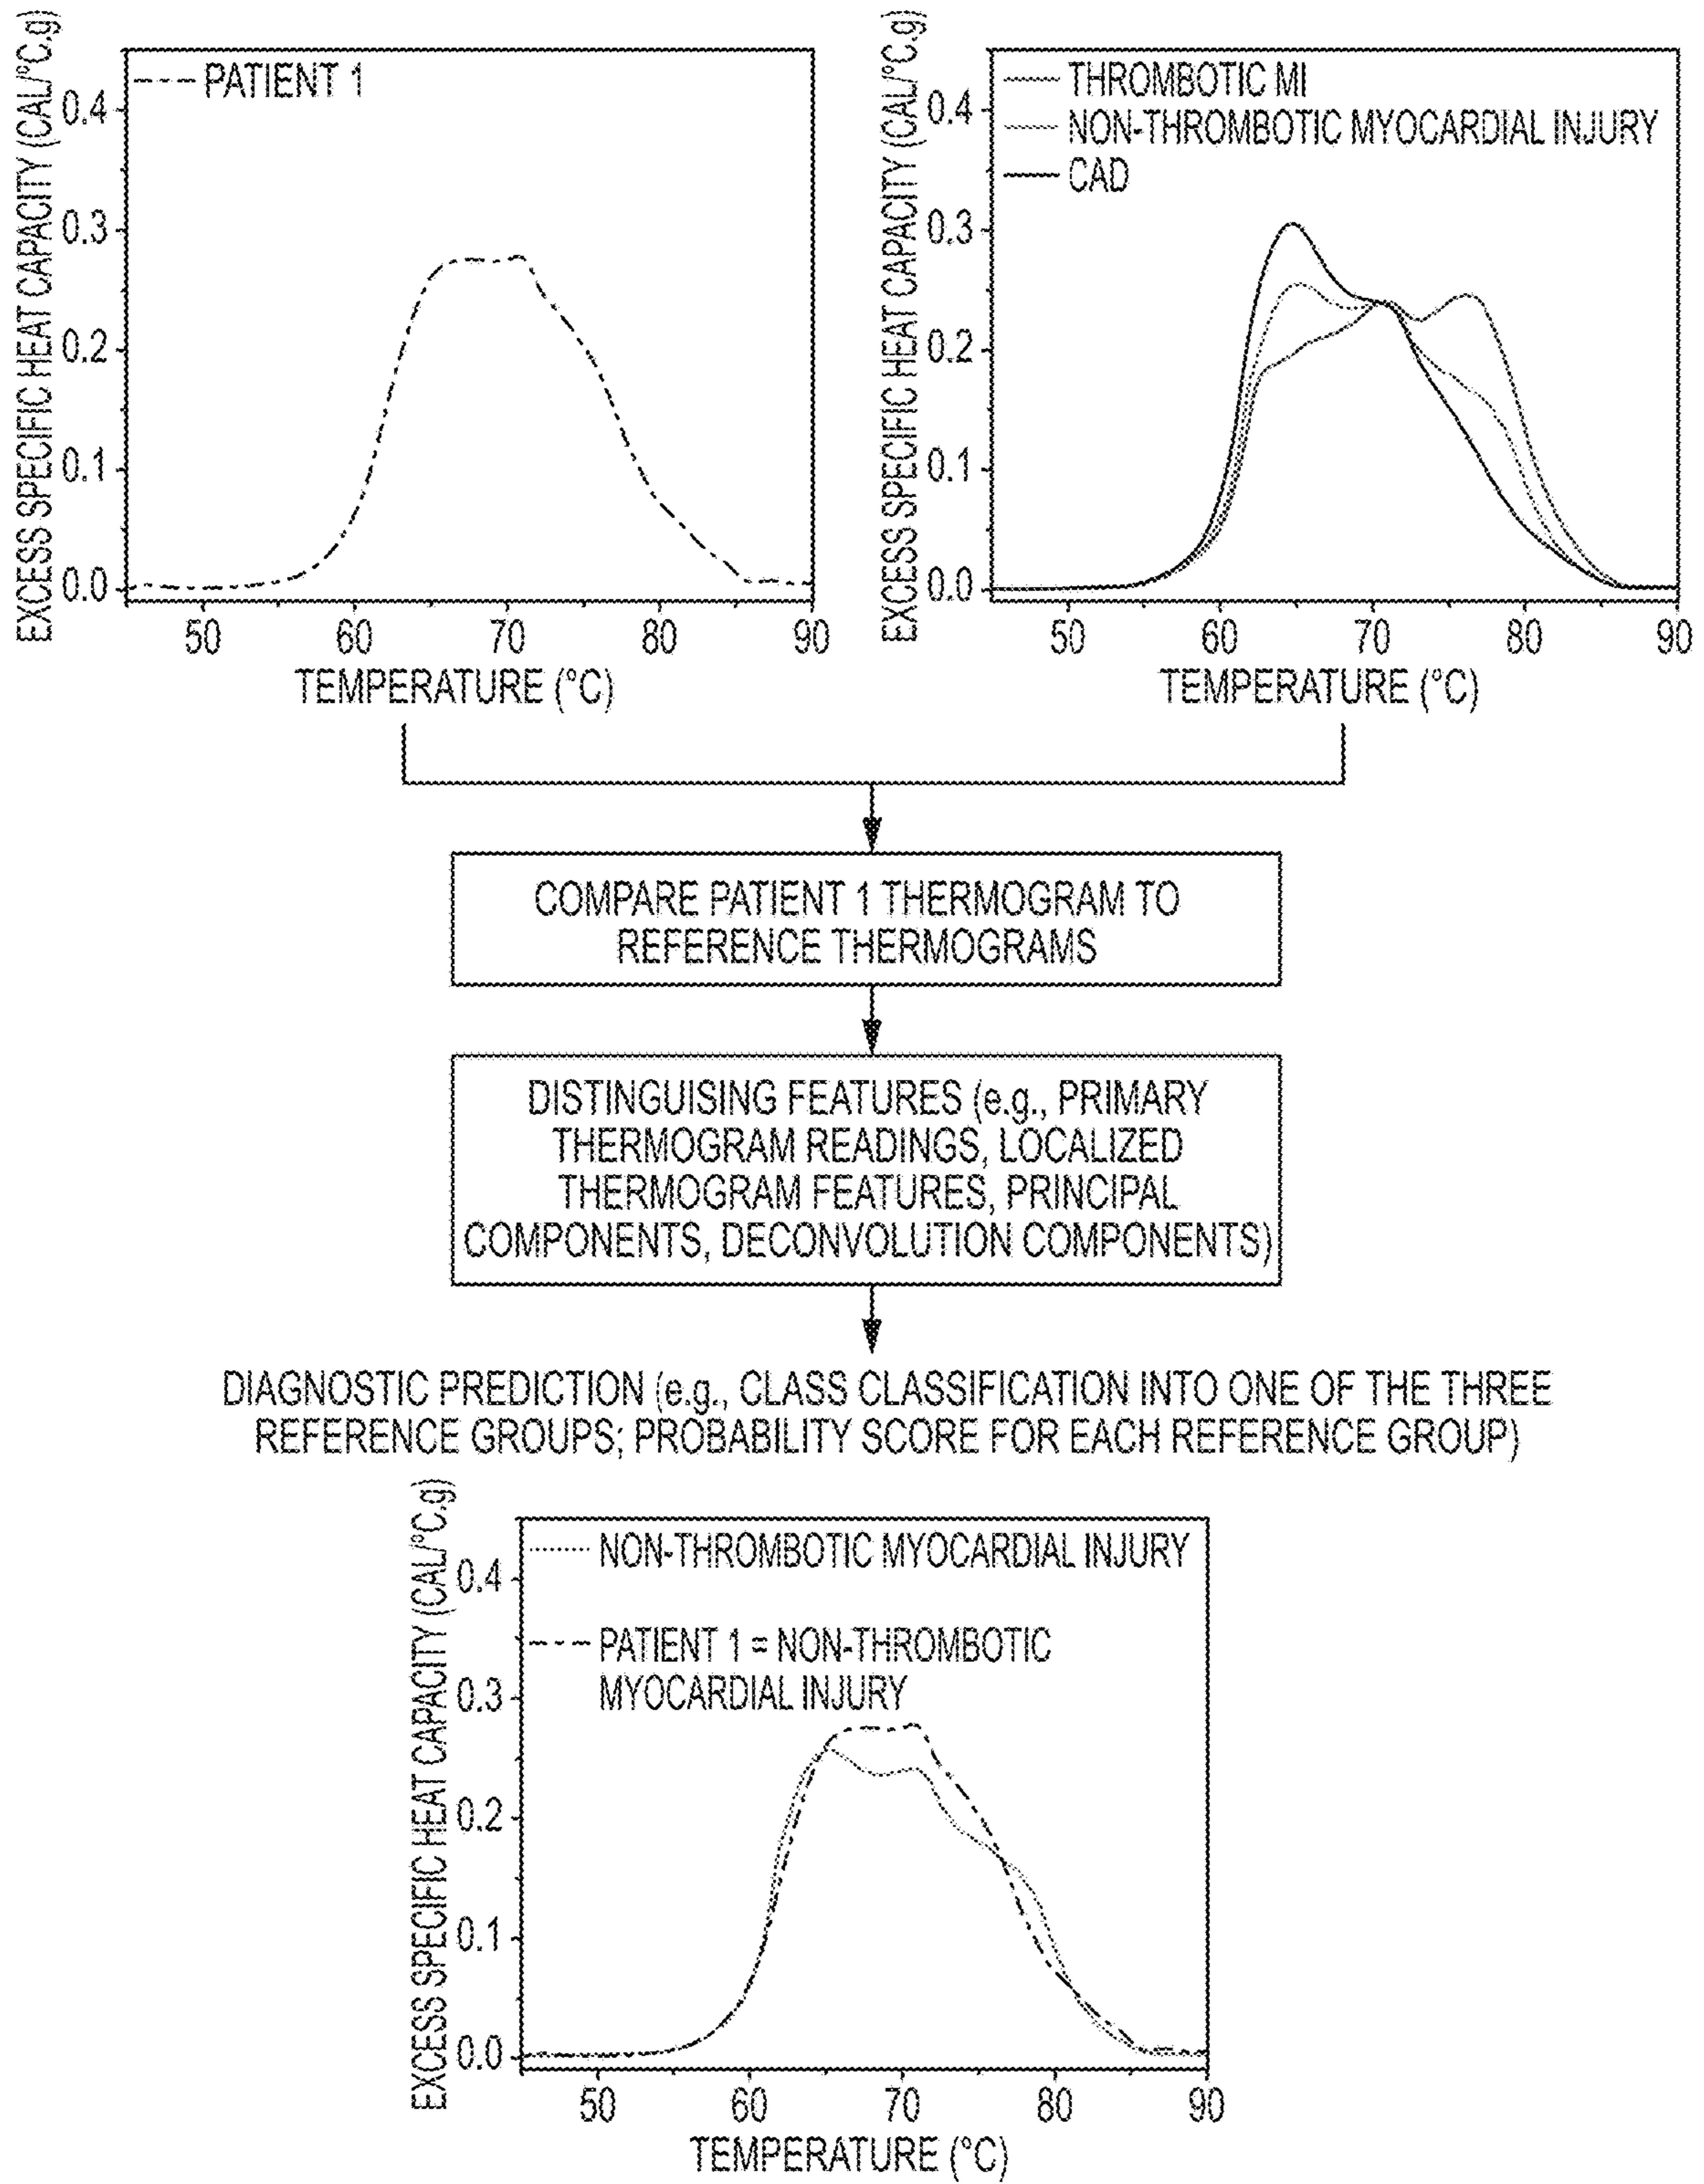 EXCESS SPECIFIC HEAT CAPACITY (CAL/°C.g)
0.4
0.3
0.2
0.1
0.0
PATIENT 1
50 60 70 80 90
TEMPERATURE (°C)
EXCESS SPECIFIC HEAT CAPACITY (CAL/°C.g)
0.4
0.3
0.2
0.1
0.0
THROMBOTIC MI
NON-THROMBOTIC MYOCARDIAL INJURY
CAD
50 60 70 80 90
TEMPERATURE (°C)
COMPARE PATIENT 1 THERMOGRAM TO
REFERENCE THERMOGRAMS
DISTINGUISING FEATURES (e.g., PRIMARY
THERMOGRAM READINGS, LOCALIZED
THERMOGRAM FEATURES, PRINCIPAL
COMPONENTS, DECONVOLUTION COMPONENTS)
DIAGNOSTIC PREDICTION (e.g., CLASS CLASSIFICATION INTO ONE OF THE THREE
REFERENCE GROUPS; PROBABILITY SCORE FOR EACH REFERENCE GROUP)
EXCESS SPECIFIC HEAT CAPACITY (CAL/°C.g)
0.4
0.3
0.2
0.1
0.0
NON-THROMBOTIC MYOCARDIAL INJURY
PATIENT 1 = NON-THROMBOTIC
MYOCARDIAL INJURY
50 60 70 80 90
TEMPERATURE (°C)